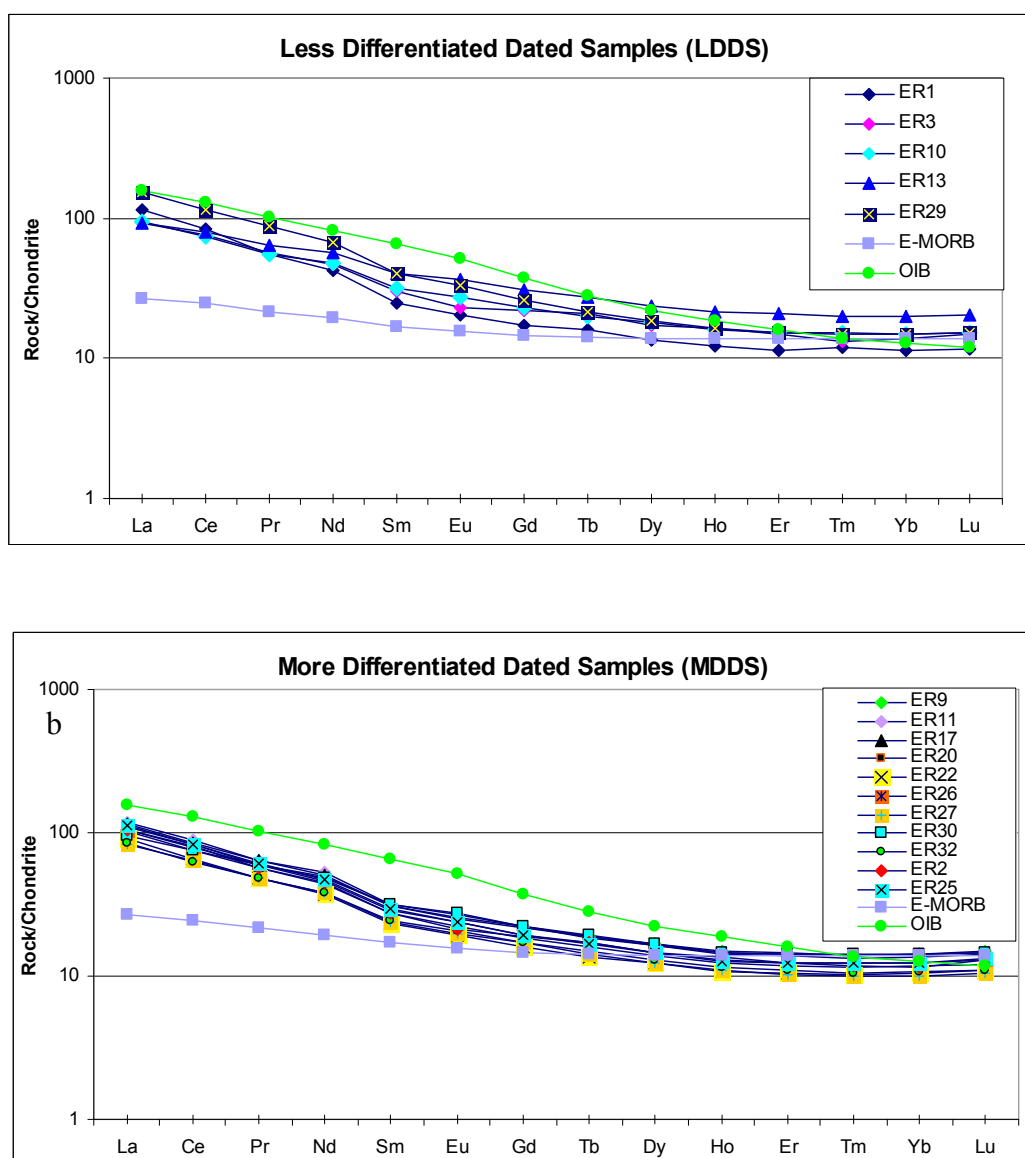 Less Differentiated Dated Samples (LDDS)
1000
100
10
1
Rock/Chondrite
La Ce Pr Nd Sm Eu Gd Tb Dy Ho Er Tm Yb Lu
ER1
ER3
ER10
ER13
ER29
E-MORB
OIB
More Differentiated Dated Samples (MDDS)
b
1000
100
10
1
Rock/Chondrite
La Ce Pr Nd Sm Eu Gd Tb Dy Ho Er Tm Yb Lu
ER9
ER11
ER17
ER20
ER22
ER26
ER27
ER30
ER32
ER2
ER25
E-MORB
OIB